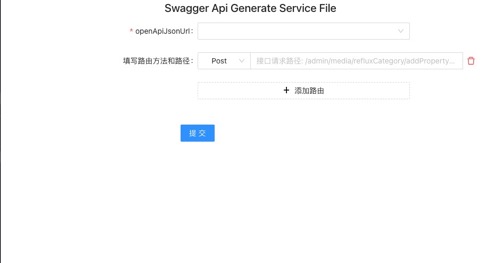 Swagger Api Generate Service File
* openApiJsonUrl:
填写路由方法和路径: Post 接口请求路径: /admin/media/refluxCategory/addProperty...
+ 添加路由
提 交